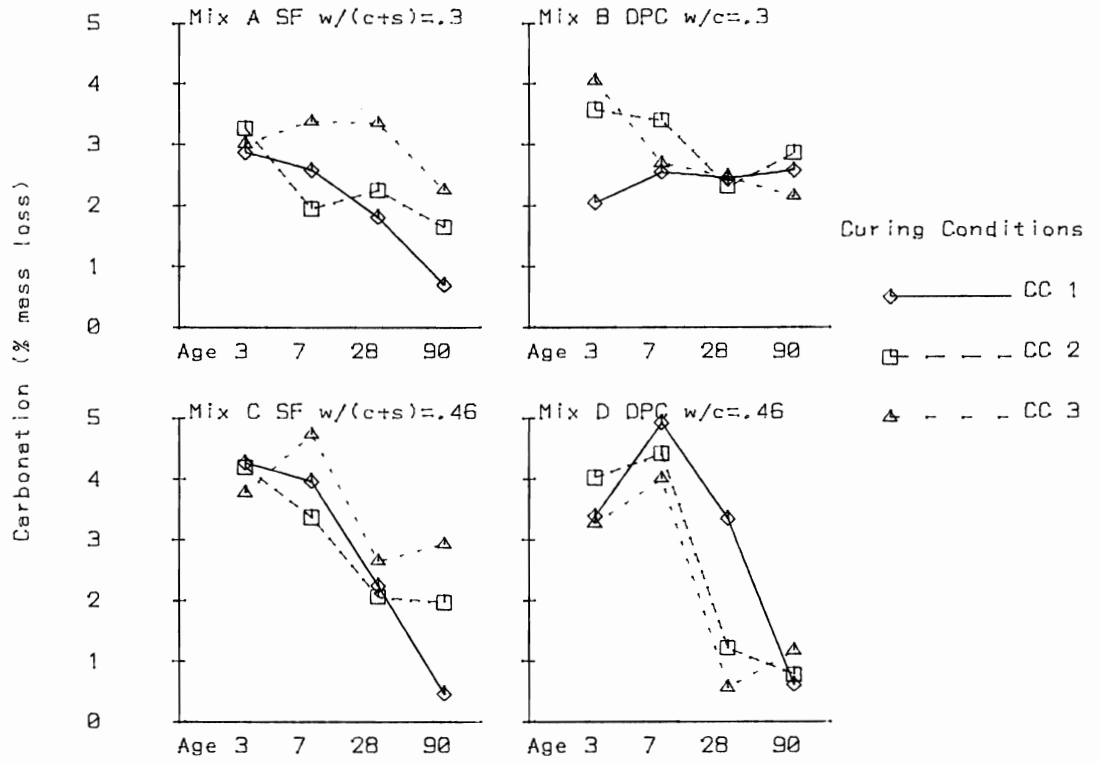 Mix A SF w/(c+s)=.3
Mix B OPC w/c=.3
5
4
3
2
1
0
Age 3 7 28 90
Age 3 7 28 90
Carbonation (% mass loss)
Curing Conditions
CC 1
CC 2
CC 3
Mix C SF w/(c+s)=.46
Mix D OPC w/c=.46
5
4
3
2
1
0
Age 3 7 28 90
Age 3 7 28 90